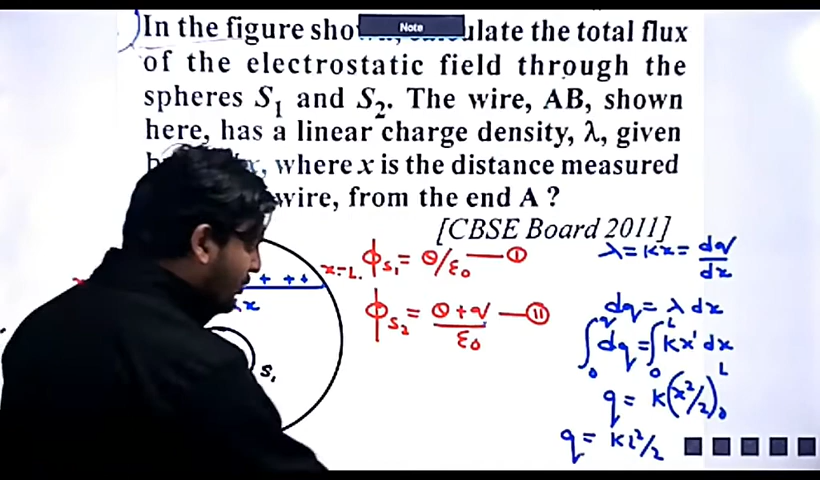 Note
In the figure sho ulate the total flux
of the electrostatic field through the
spheres S₁ and S₂. The wire, AB, shown
here, has a linear charge density, λ, given
x, where x is the distance measured
wire, from the end A ?
[CBSE Board 2011]
λ = Kx = dq/dx
x=L.
ϕS₁ = Q/ε₀ — I
+ ++
x
dq = λ dx
ϕS₂ = Q+q/ε₀ — II
∫₀^q dq = ∫₀^L Kx' dx
S₁
q = K(x²/2)₀^L
q = KL²/2